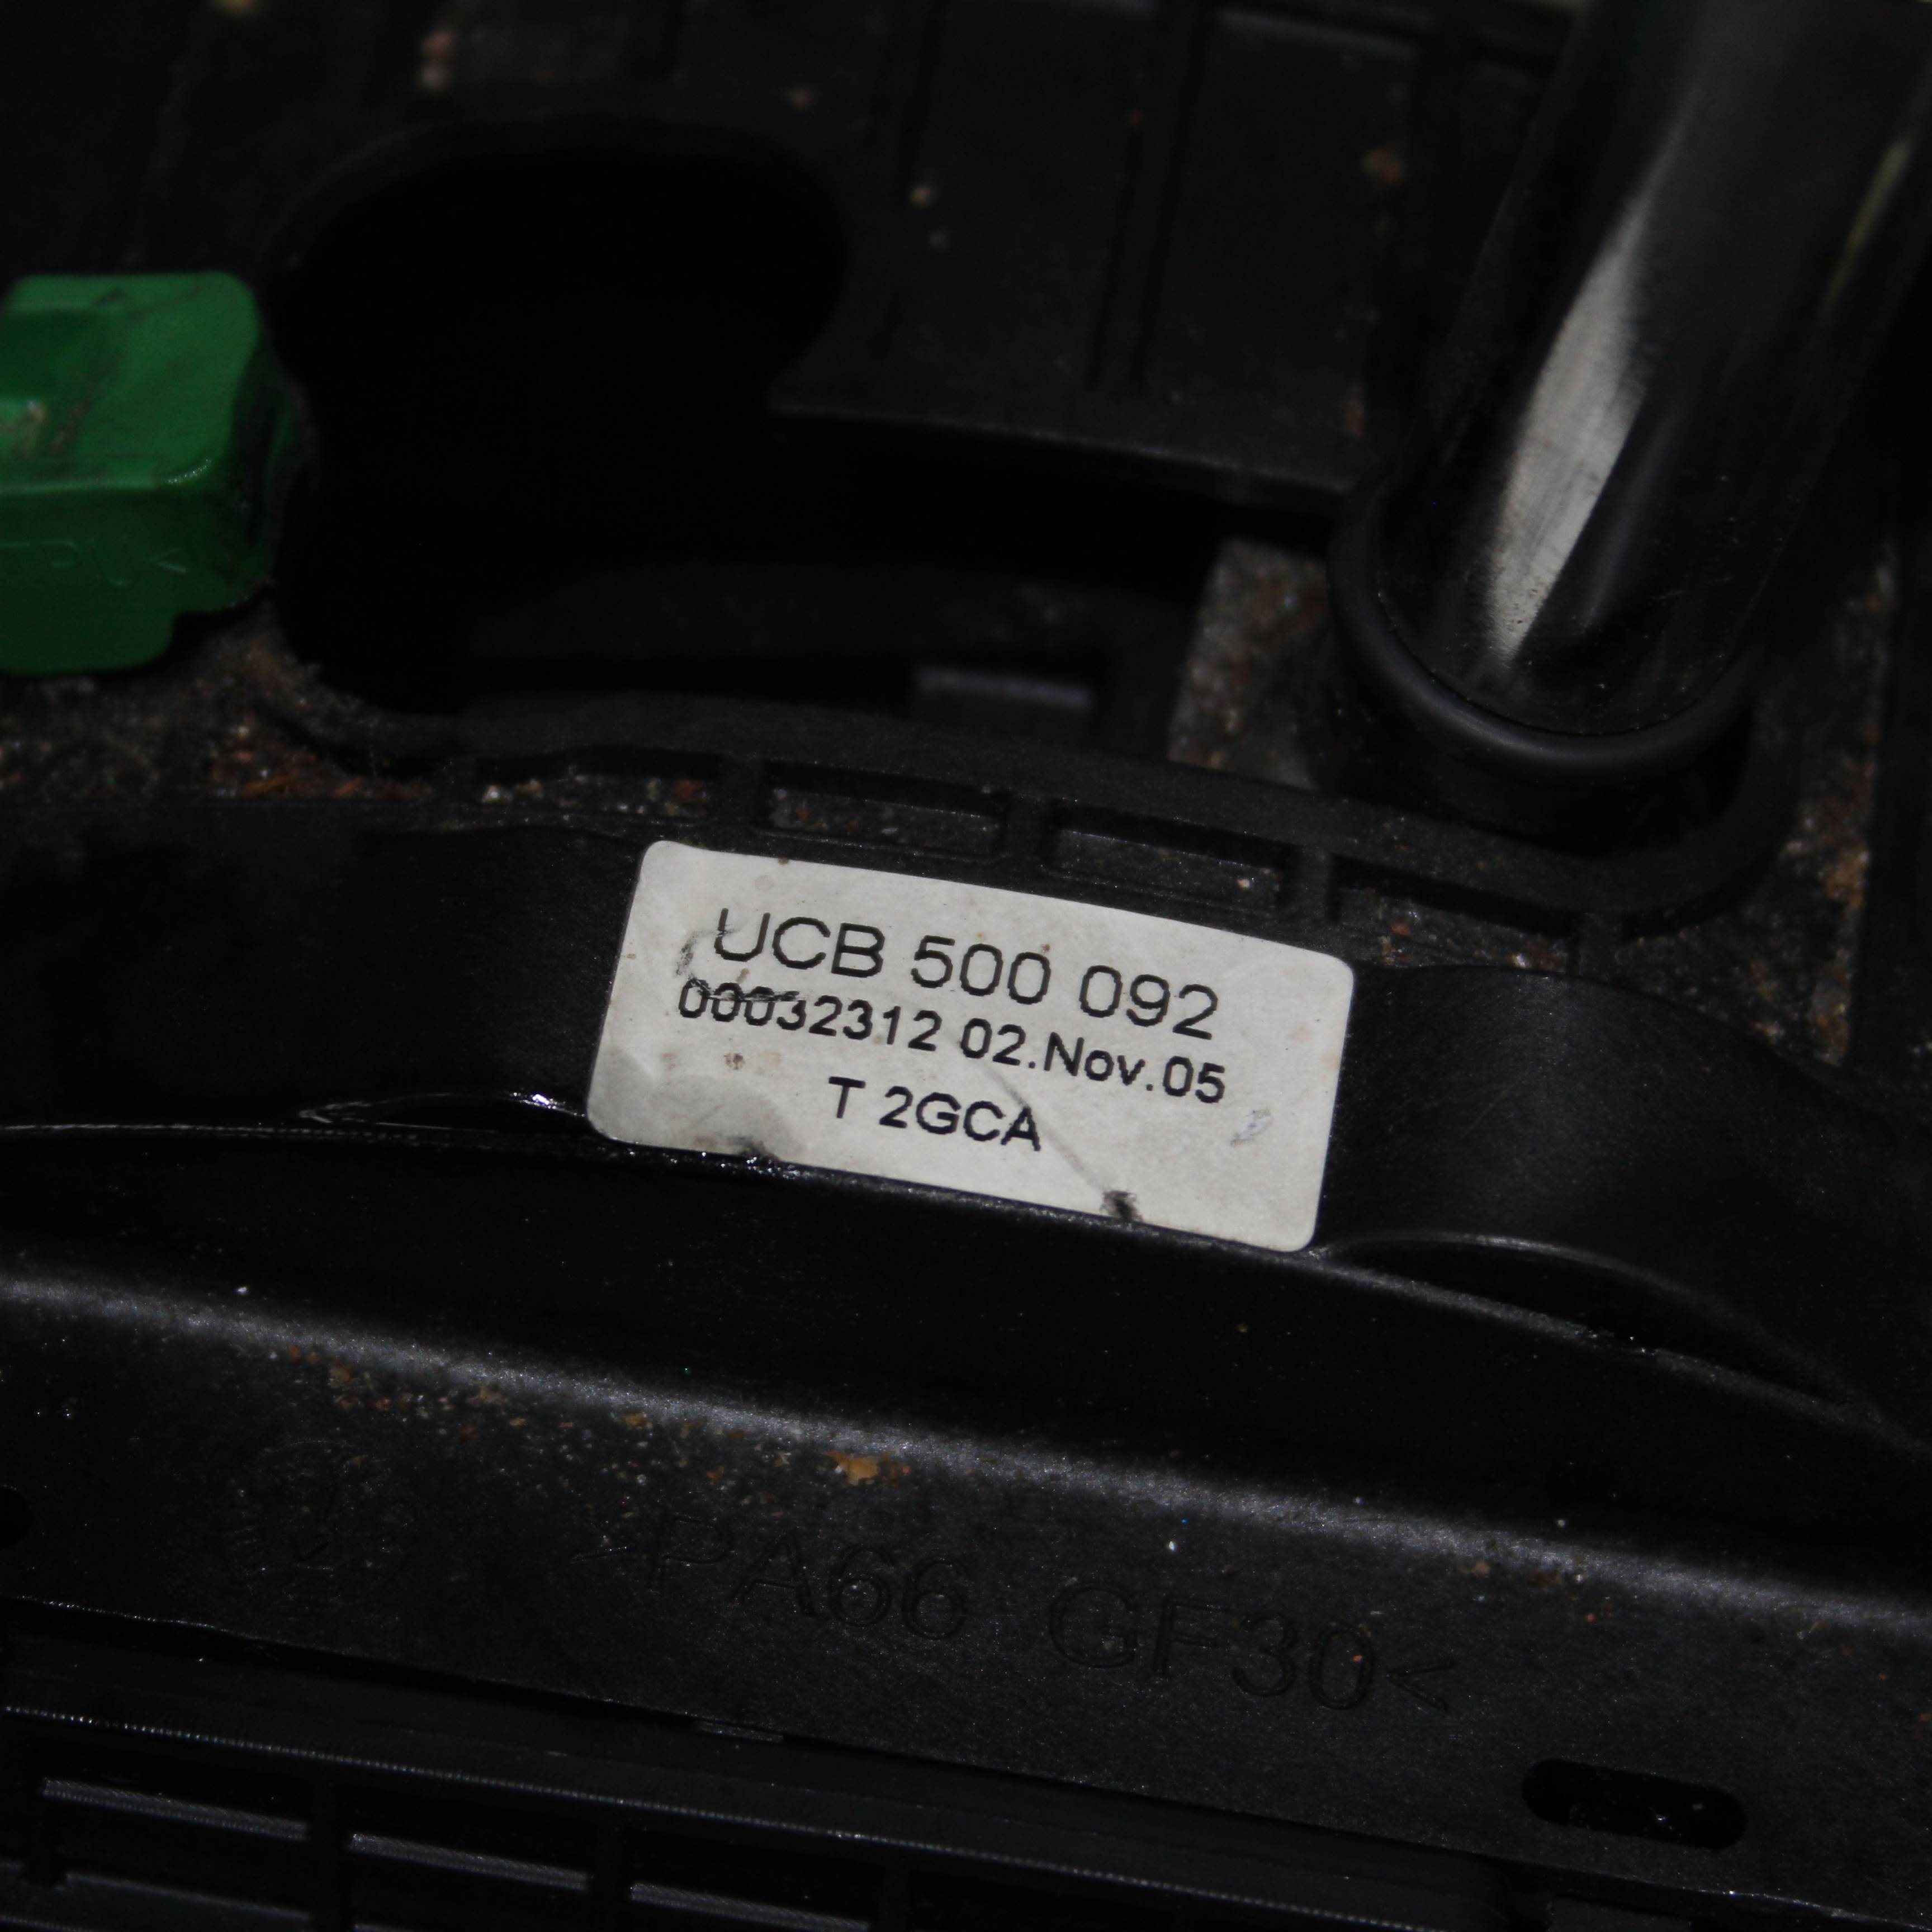 UCB 500 092
00032312 02.Nov.05
T 2GCA
>PA66 GF30<